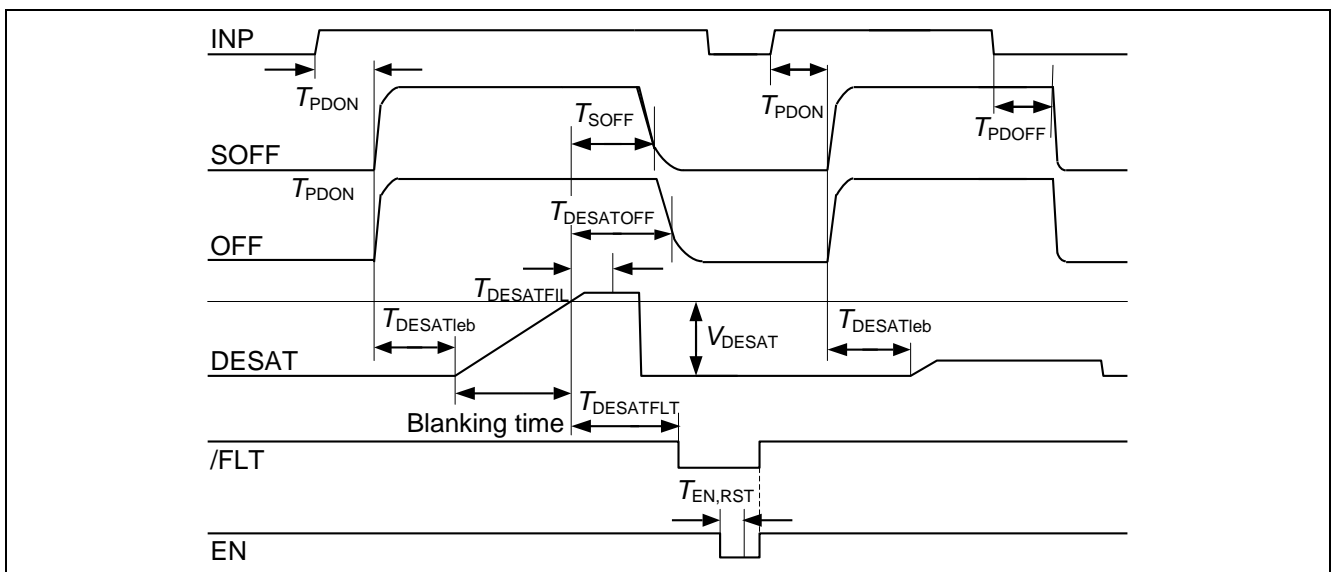 INP
TPDON
TPDON
TSOFF
TPDOFF
SOFF
TPDON
TDESATOFF
OFF
TDESATFIL
TDESATleb
VDESAT
TDESATleb
DESAT
TDESATFLT
Blanking time
/FLT
TEN,RST
EN